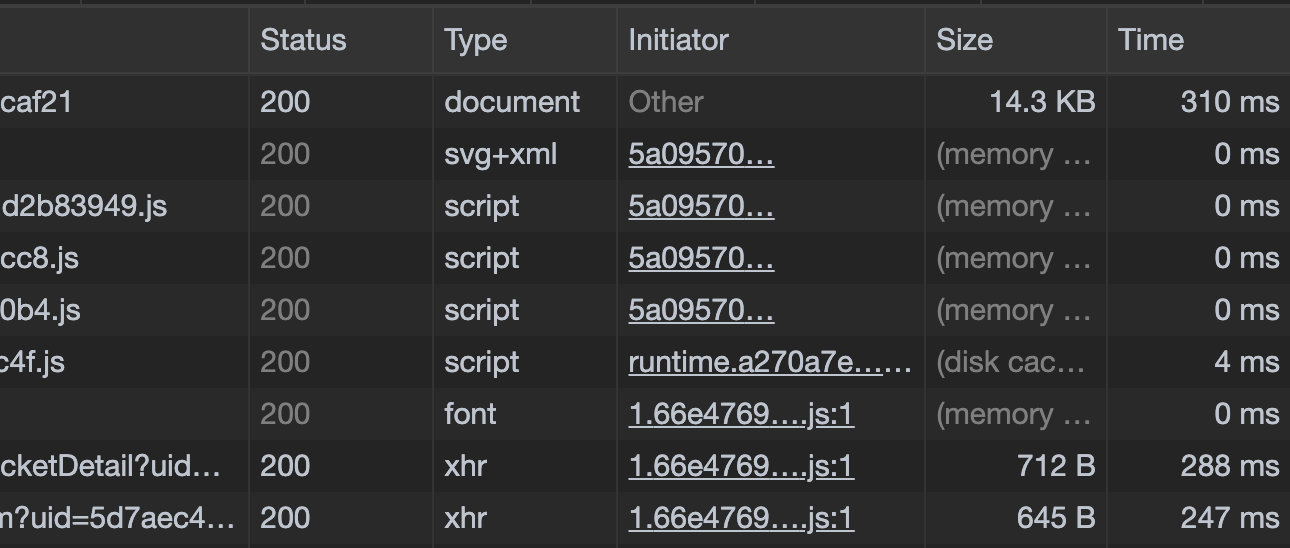 Status Type Initiator Size Time
caf21 200 document Other 14.3 KB 310 ms
200 svg+xml 5a09570... (memory ... 0 ms
d2b83949.js 200 script 5a09570... (memory ... 0 ms
cc8.js 200 script 5a09570... (memory ... 0 ms
0b4.js 200 script 5a09570... (memory ... 0 ms
c4f.js 200 script runtime.a270a7e...... (disk cac... 4 ms
200 font 1.66e4769....js:1 (memory ... 0 ms
cketDetail?uid... 200 xhr 1.66e4769....js:1 712 B 288 ms
m?uid=5d7aec4... 200 xhr 1.66e4769....js:1 645 B 247 ms